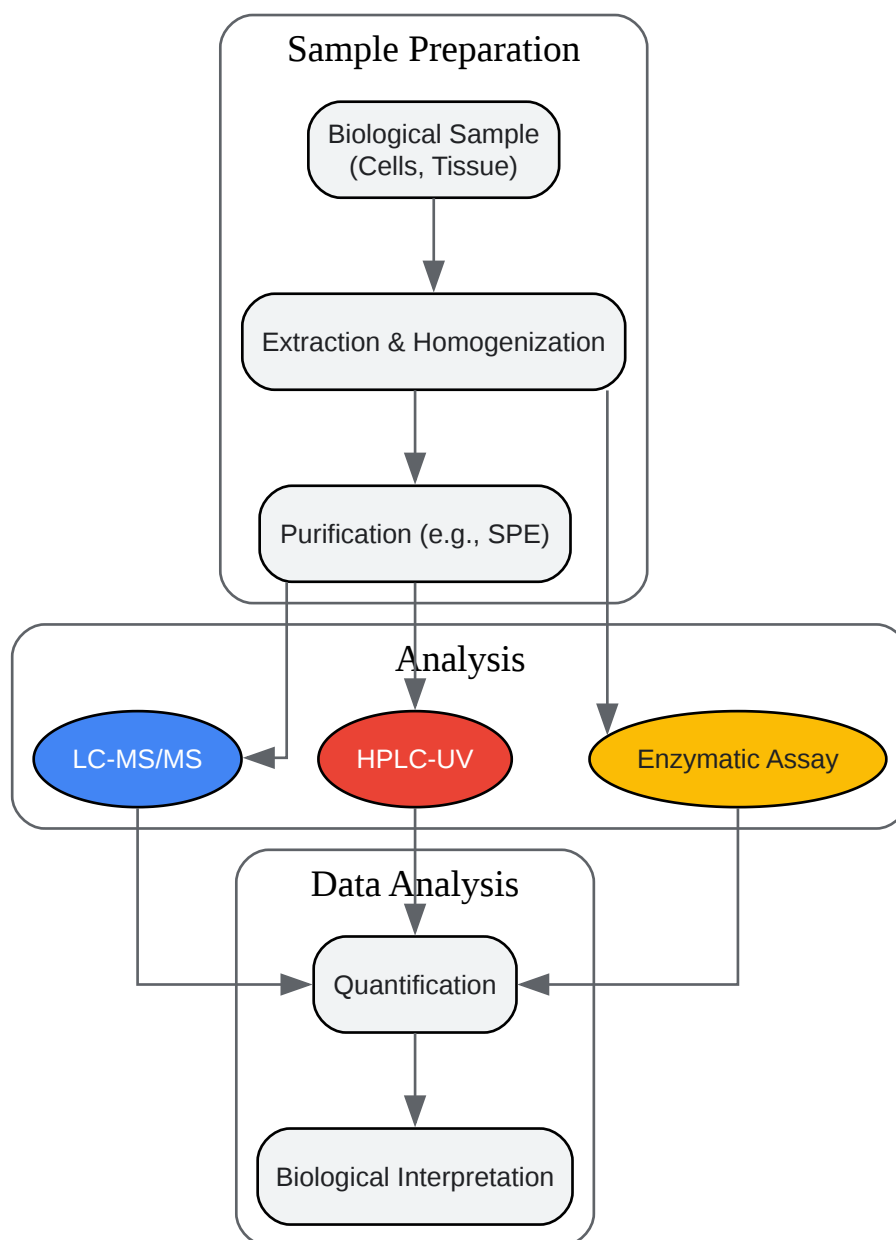 Sample Preparation
Biological Sample
(Cells, Tissue)
Extraction & Homogenization
Purification (e.g., SPE)
Analysis
LC-MS/MS
HPLC-UV
Enzymatic Assay
Data Analysis
Quantification
Biological Interpretation